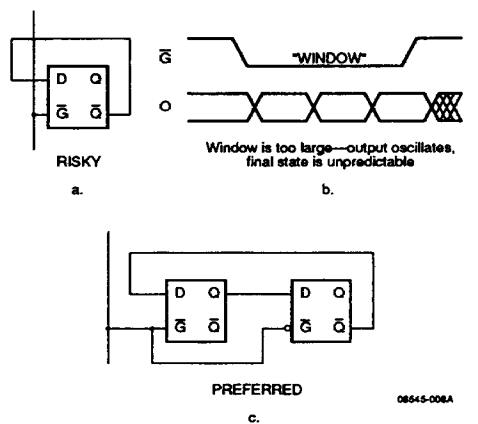 D Q
G̅ Q̅
RISKY
a.
G̅
"WINDOW"
O
Window is too large—output oscillates,
final state is unpredictable
b.
D Q
G̅ Q̅
D O
G̅ Q̅
PREFERRED
08545-008A
c.